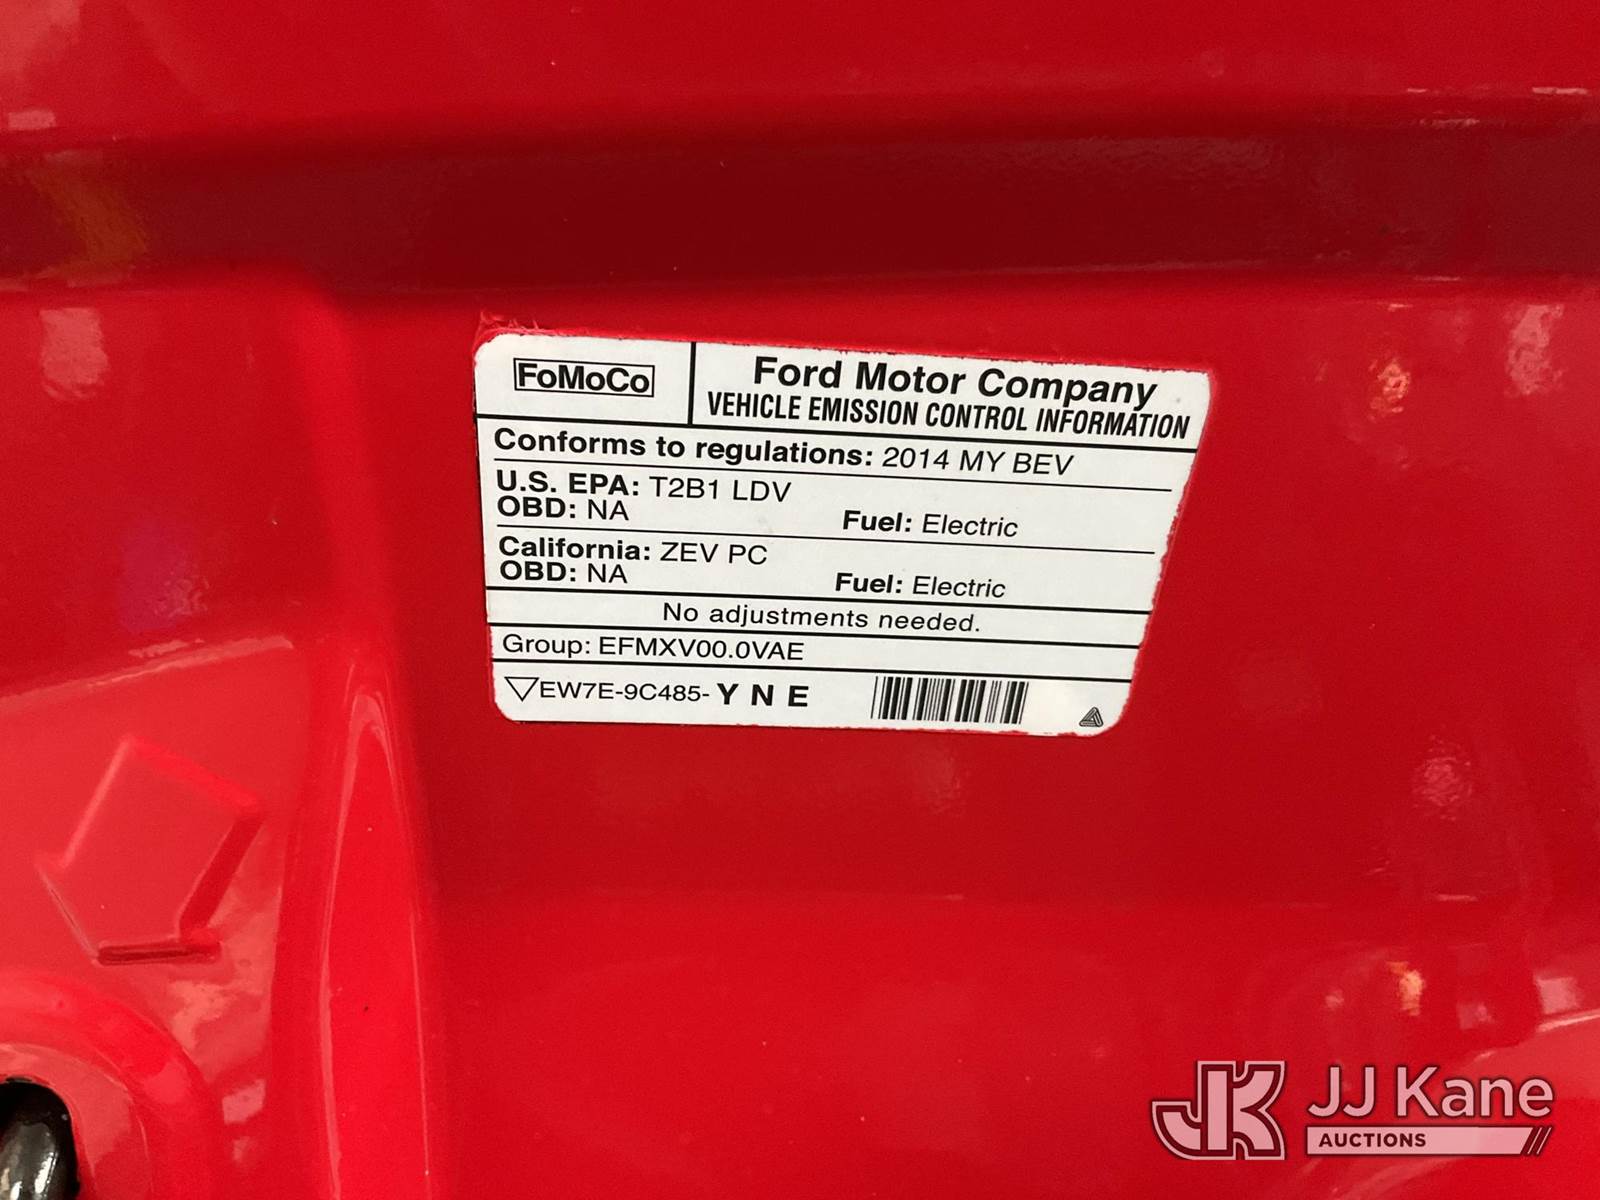 FoMoCo
Ford Motor Company
VEHICLE EMISSION CONTROL INFORMATION
Conforms to regulations: 2014 MY BEV
U.S. EPA: T2B1 LDV
OBD: NA Fuel: Electric
California: ZEV PC
OBD: NA Fuel: Electric
No adjustments needed.
Group: EFMXV00.0VAE
EW7E-9C485-Y N E
JK JJ Kane
AUCTIONS